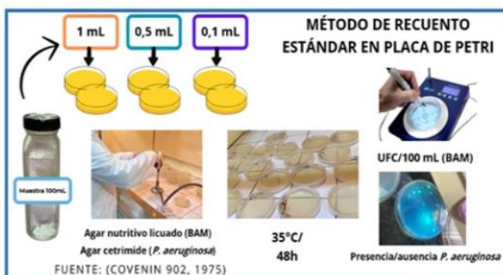 1 mL
0,5 mL
0,1 mL
MÉTODO DE RECUENTO
ESTÁNDAR EN PLACA DE PETRI
Muestra 100mL
UFC/100 mL (BAM)
Agar nutritivo licuado (BAM)
Agar cetrimide (P. aeruginosa)
35°C/
48h
Presencia/ausencia P. aeruginosa
FUENTE: (COVENIN 902, 1975)